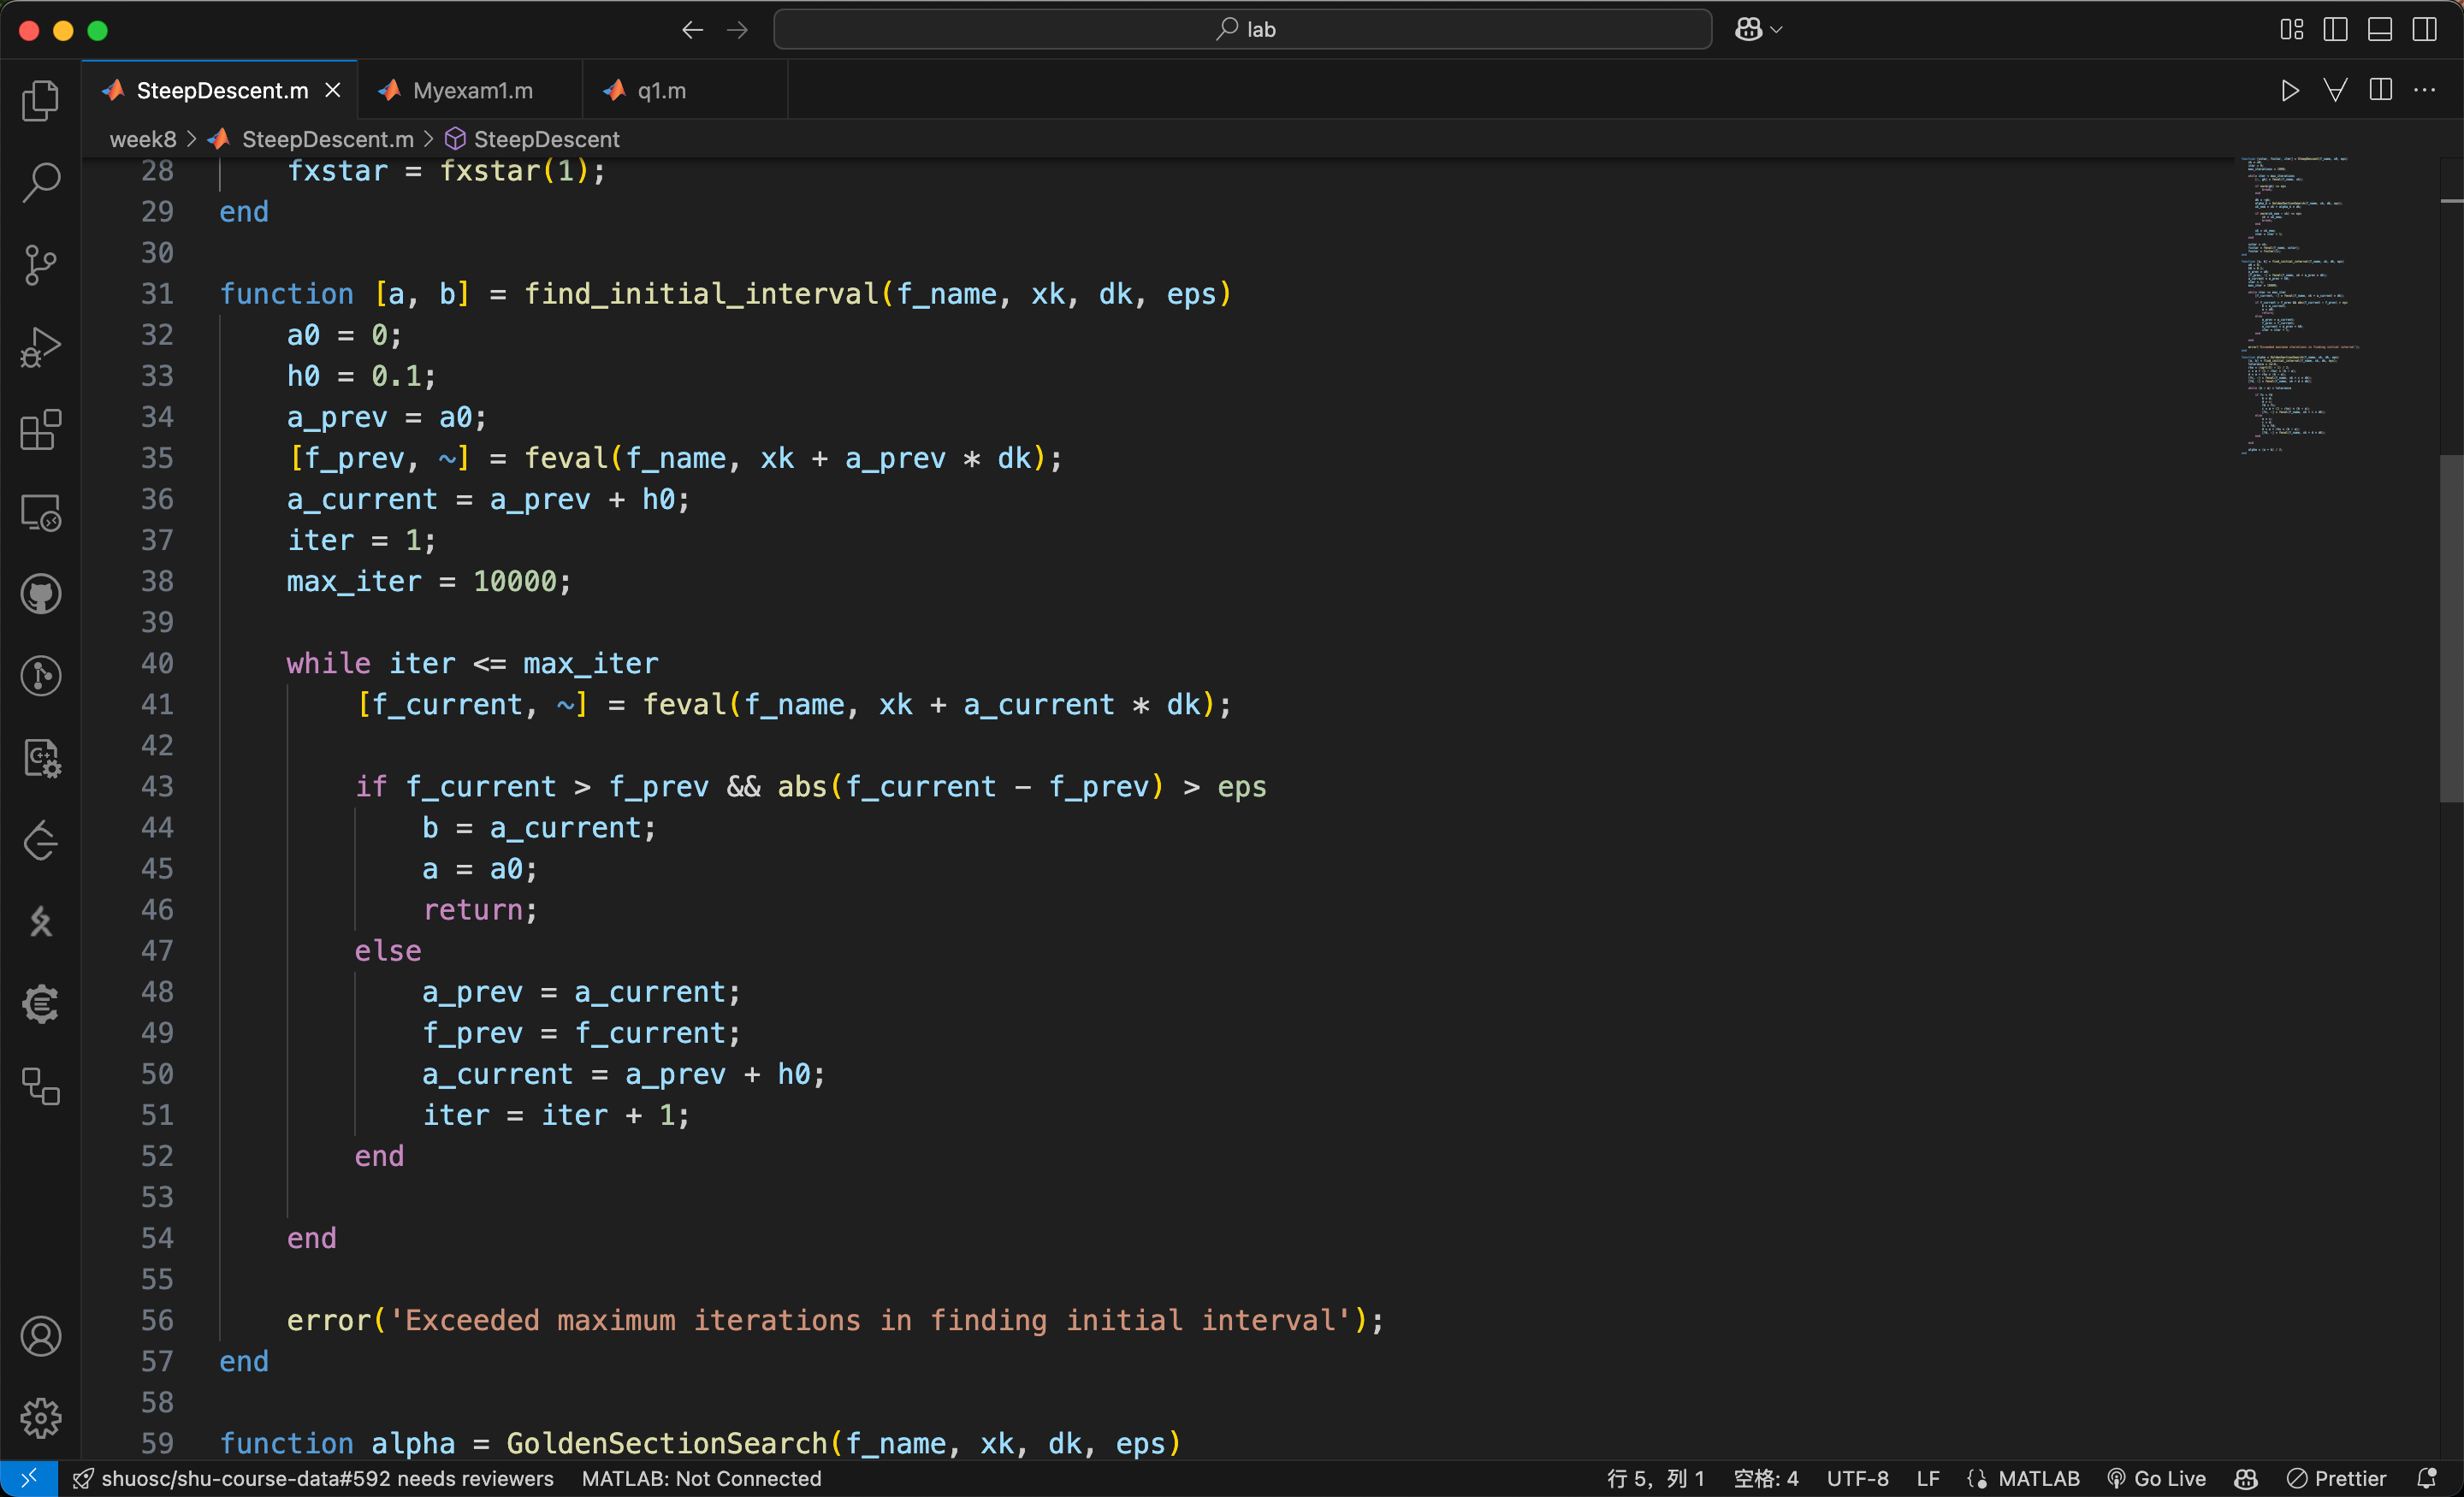 lab
SteepDescent.m
Myexam1.m
q1.m
week8 > SteepDescent.m > SteepDescent
28 fxstar = fxstar(1);
29 end
30
31 function [a, b] = find_initial_interval(f_name, xk, dk, eps)
32 a0 = 0;
33 h0 = 0.1;
34 a_prev = a0;
35 [f_prev, ~] = feval(f_name, xk + a_prev * dk);
36 a_current = a_prev + h0;
37 iter = 1;
38 max_iter = 10000;
39
40 while iter <= max_iter
41 [f_current, ~] = feval(f_name, xk + a_current * dk);
42
43 if f_current > f_prev && abs(f_current - f_prev) > eps
44 b = a_current;
45 a = a0;
46 return;
47 else
48 a_prev = a_current;
49 f_prev = f_current;
50 a_current = a_prev + h0;
51 iter = iter + 1;
52 end
53
54 end
55
56 error('Exceeded maximum iterations in finding initial interval');
57 end
58
59 function alpha = GoldenSectionSearch(f_name, xk, dk, eps)
shuosc/shu-course-data#592 needs reviewers MATLAB: Not Connected 行 5，列 1 空格: 4 UTF-8 LF MATLAB Go Live Prettier